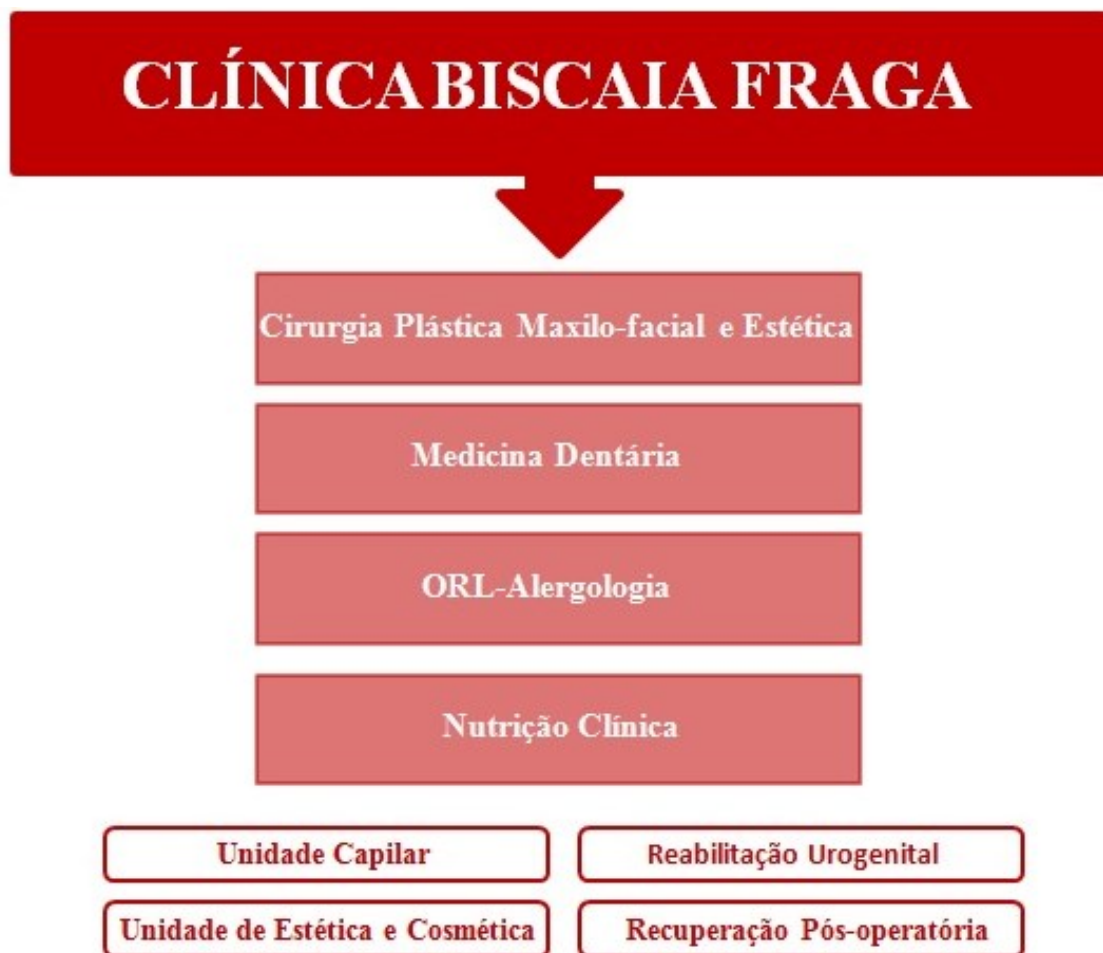 CLÍNICA BISCAIA FRAGA
Cirurgia Plástica Maxilo-facial e Estética
Medicina Dentária
ORL-Alergologia
Nutrição Clínica
Unidade Capilar
Reabilitação Urogenital
Unidade de Estética e Cosmética
Recuperação Pós-operatória